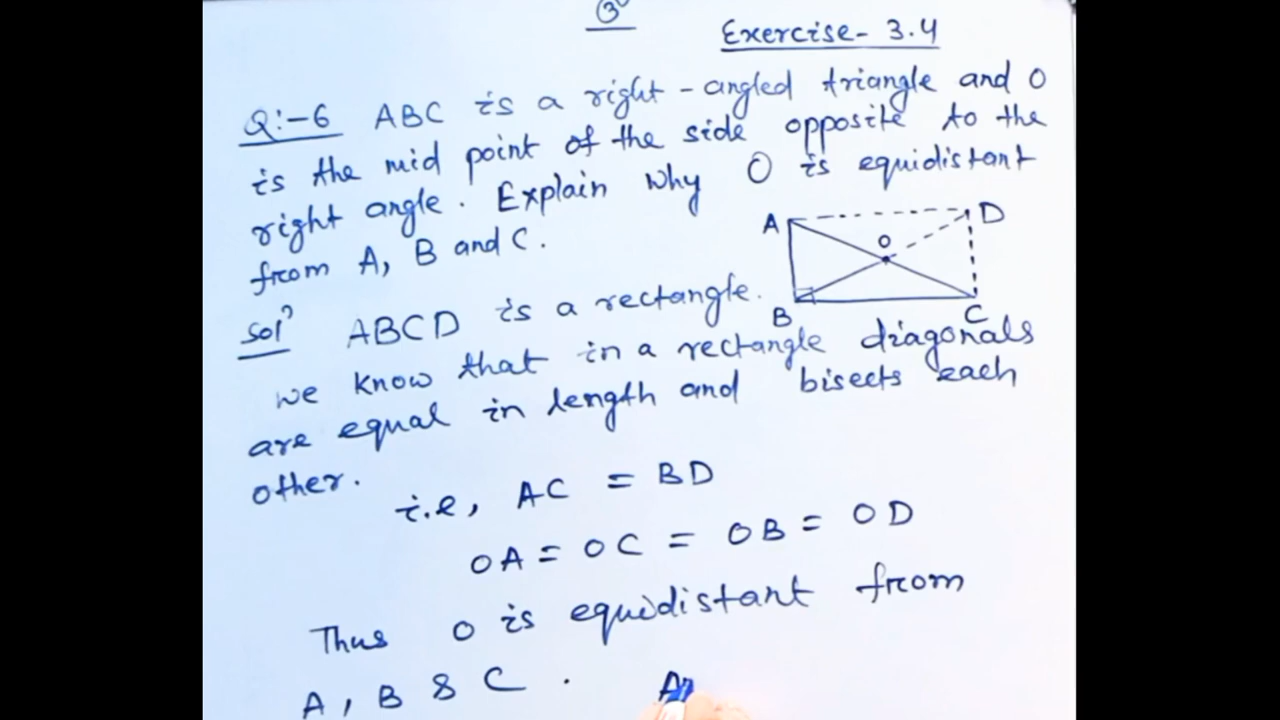 3
Exercise- 3.4
Q:-6 ABC is a right-angled triangle and O
is the mid point of the side opposite to the
right angle. Explain why O is equidistant
from A, B and C.
A
D
O
B
C
Solⁿ ABCD is a rectangle.
we know that in a rectangle diagonals
are equal in length and bisects each
other.
i.e, AC = BD
OA = OC = OB = OD
Thus O is equidistant from
A, B & C.